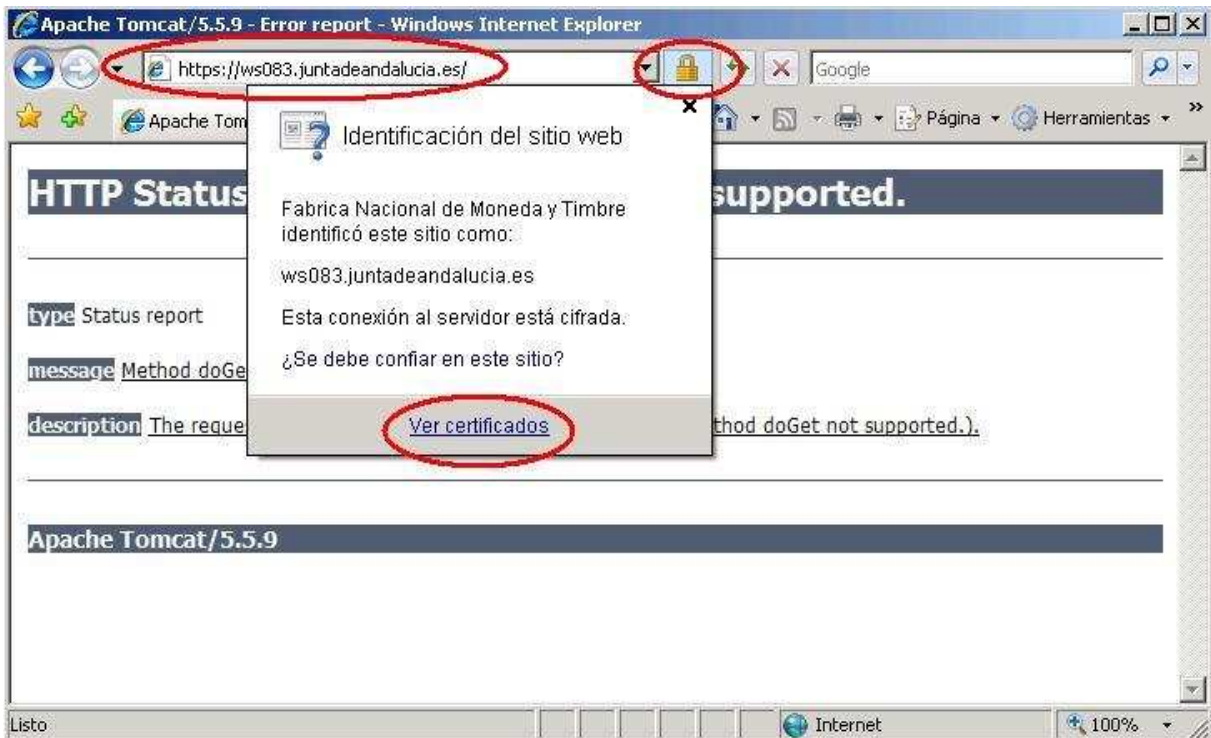 Apache Tomcat/5.5.9 - Error report - Windows Internet Explorer
https://ws083.juntadeandalucia.es/
Google
Apache Tom
Página
Herramientas
»
Identificación del sitio web
Fabrica Nacional de Moneda y Timbre
identificó este sitio como:
ws083.juntadeandalucia.es
Esta conexión al servidor está cifrada.
¿Se debe confiar en este sitio?
Ver certificados
HTTP Status supported.
type Status report
message Method doGe
description The reque thod doGet not supported.).
Apache Tomcat/5.5.9
Listo
Internet
100%